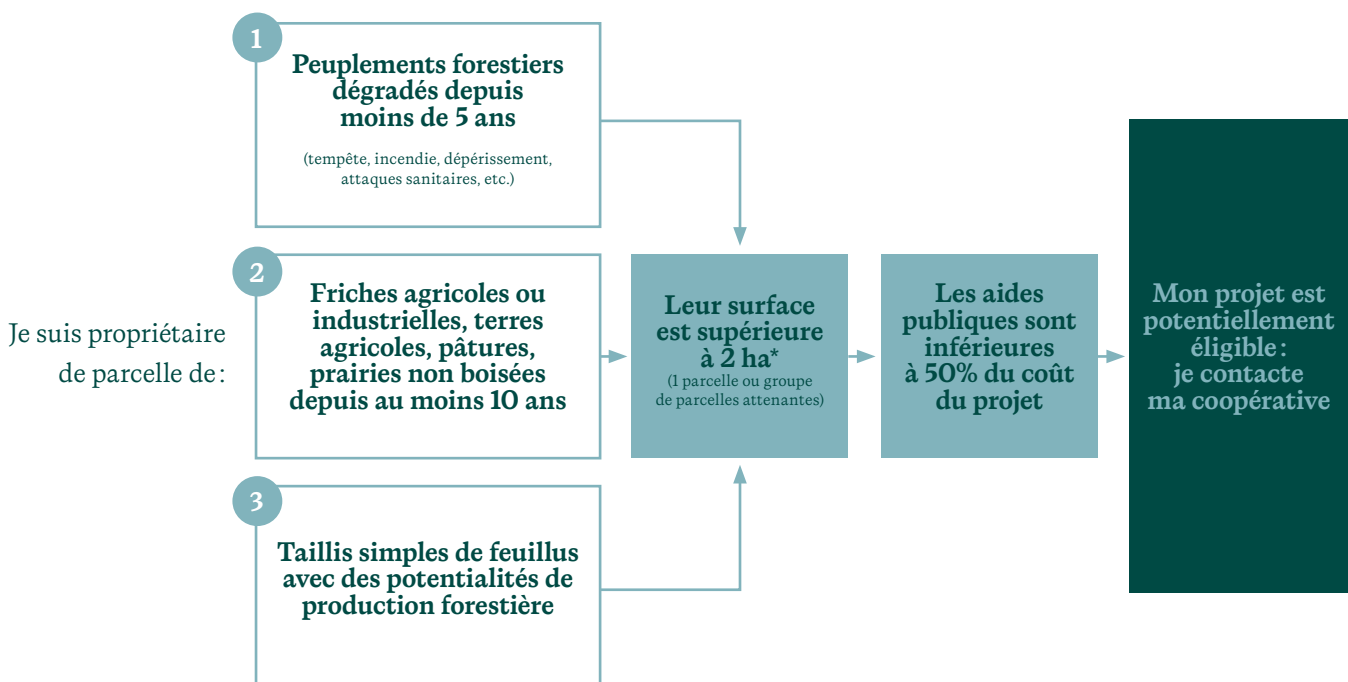 Je suis propriétaire
de parcelle de :
1
Peuplements forestiers
dégradés depuis
moins de 5 ans
(tempête, incendie, dépérissement,
attaques sanitaires, etc.)
2
Friches agricoles ou
industrielles, terres
agricoles, pâtures,
prairies non boisées
depuis au moins 10 ans
3
Taillis simples de feuillus
avec des potentialités de
production forestière
Leur surface
est supérieure
à 2 ha*
(1 parcelle ou groupe
de parcelles attenantes)
Les aides
publiques sont
inférieures
à 50% du coût
du projet
Mon projet est
potentiellement
éligible :
je contacte
ma coopérative